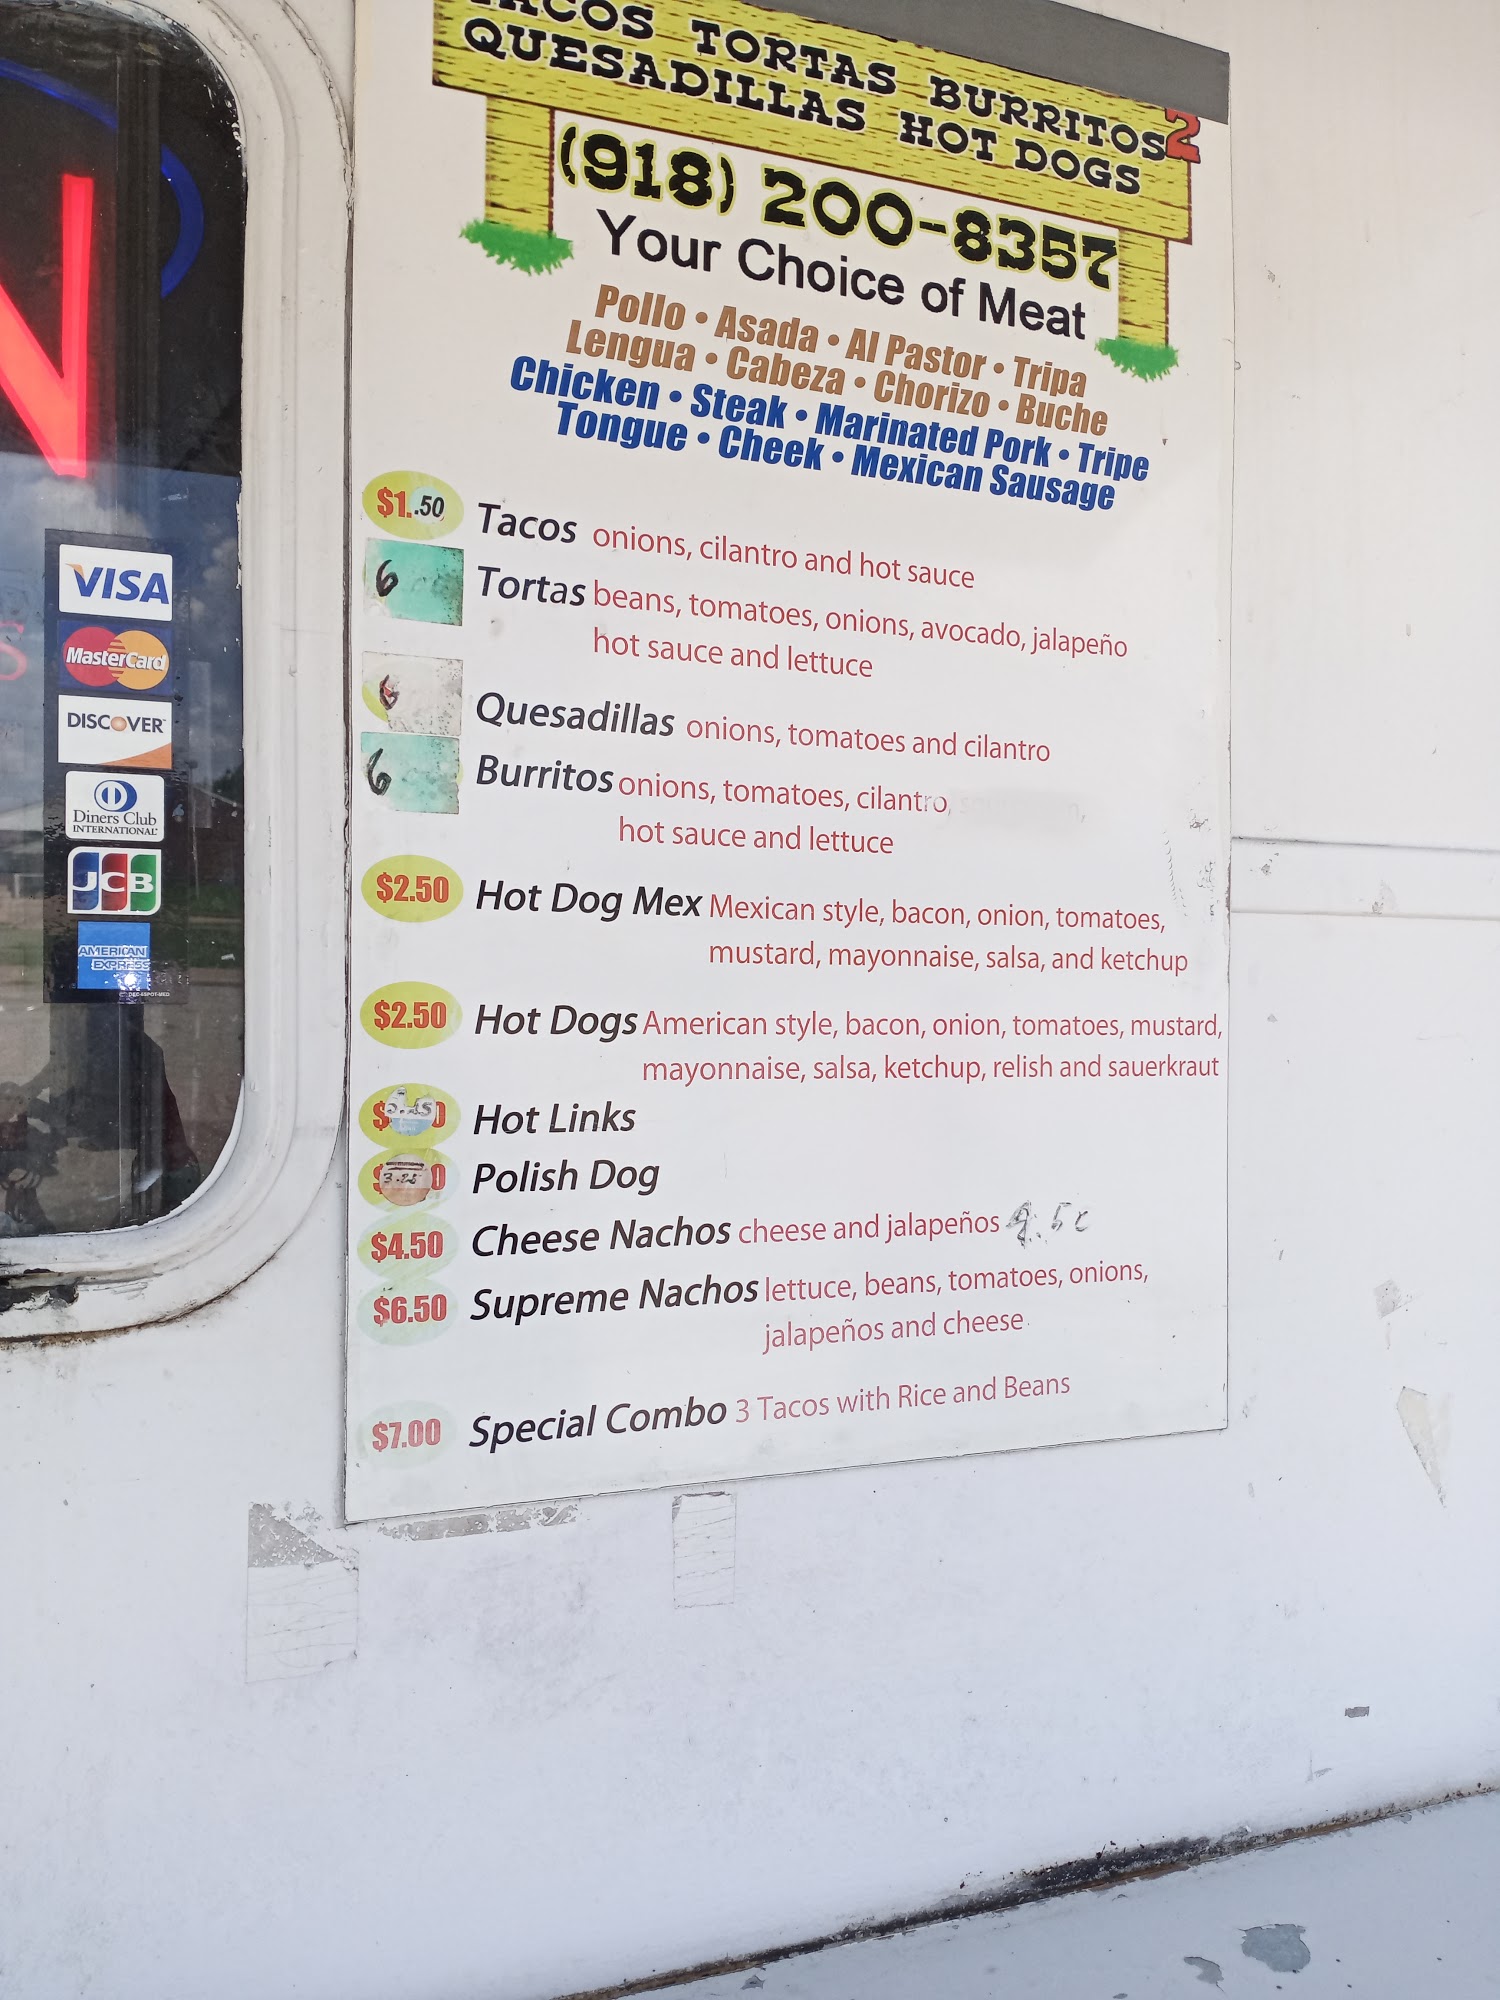 TACOS TORTAS BURRITOS 2
QUESADILLAS HOT DOGS
(918) 200-8357
Your Choice of Meat
Pollo • Asada • Al Pastor • Tripa
Lengua • Cabeza • Chorizo • Buche
Chicken • Steak • Marinated Pork • Tripe
Tongue • Cheek • Mexican Sausage
$1.50 Tacos onions, cilantro and hot sauce
6 Tortas beans, tomatoes, onions, avocado, jalapeño
hot sauce and lettuce
6 Quesadillas onions, tomatoes and cilantro
6 Burritos onions, tomatoes, cilantro,
hot sauce and lettuce
$2.50 Hot Dog Mex Mexican style, bacon, onion, tomatoes,
mustard, mayonnaise, salsa, and ketchup
$2.50 Hot Dogs American style, bacon, onion, tomatoes, mustard,
mayonnaise, salsa, ketchup, relish and sauerkraut
Hot Links
3.25 Polish Dog
$4.50 Cheese Nachos cheese and jalapeños
$6.50 Supreme Nachos lettuce, beans, tomatoes, onions,
jalapeños and cheese
$7.00 Special Combo 3 Tacos with Rice and Beans
N
VISA
MasterCard
DISCOVER
Diners Club
INTERNATIONAL
JCB
AMERICAN
EXPRESS